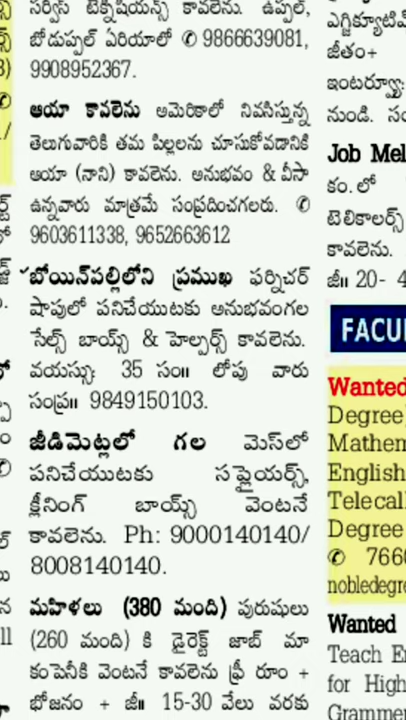 సర్వీస్ టెక్నీషియన్స్ కావలెను. ఉప్పల్,
బోడుప్పల్ ఏరియాలో ✆ 9866639081,
9908952367.
ఆయా కావలెను అమెరికాలో నివసిస్తున్న
తెలుగువారికి తమ పిల్లలను చూసుకోవడానికి
ఆయా (నాని) కావలెను. అనుభవం & వీసా
ఉన్నవారు మాత్రమే సంప్రదించగలరు. ✆
9603611338, 9652663612
బోయిన్‌పల్లిలోని ప్రముఖ ఫర్నిచర్
షాపులో పనిచేయుటకు అనుభవంగల
సేల్స్ బాయ్స్ & హెల్పర్స్ కావలెను.
వయస్సు: 35 సం॥ లోపు వారు
సంప్ర॥ 9849150103.
జీడిమెట్లలో గల మెస్‌లో
పనిచేయుటకు సప్లైయర్స్,
క్లీనింగ్ బాయ్స్ వెంటనే
కావలెను. Ph: 9000140140/
8008140140.
మహిళలు (380 మంది) పురుషులు
(260 మంది) కి డైరెక్ట్ జాబ్ మా
కంపెనీకి వెంటనే కావలెను ఫ్రీ రూం +
భోజనం + జీ॥ 15-30 వేలు వరకు
జీతం+
ఇంటర్వ్యూ:
నుండి.
Job Mel
కం.లో
టెలికాలర్స్
కావలెను.
జీ॥ 20- 4
FACU
Wanted
Degree
Mathem
English
Telecal
Degree
✆ 766
nobledegre
Wanted
Teach E
for High
Gramme